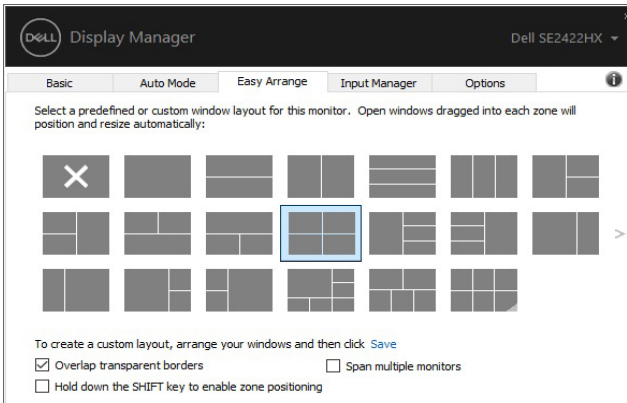 DELL Display Manager Dell SE2422HX
Basic Auto Mode Easy Arrange Input Manager Options
Select a predefined or custom window layout for this monitor. Open windows dragged into each zone will
position and resize automatically:
To create a custom layout, arrange your windows and then click Save
Overlap transparent borders Span multiple monitors
Hold down the SHIFT key to enable zone positioning